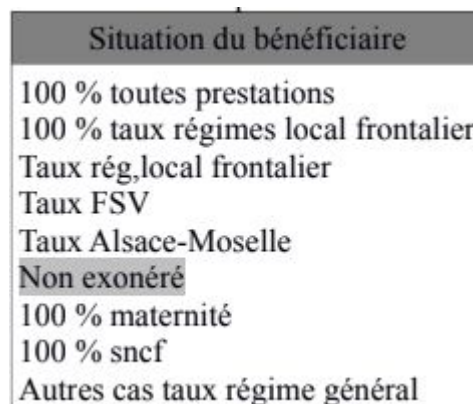 Situation du bénéficiaire
100 % toutes prestations
100 % taux régimes local frontalier
Taux rég,local frontalier
Taux FSV
Taux Alsace-Moselle
Non exonéré
100 % maternité
100 % sncf
Autres cas taux régime général